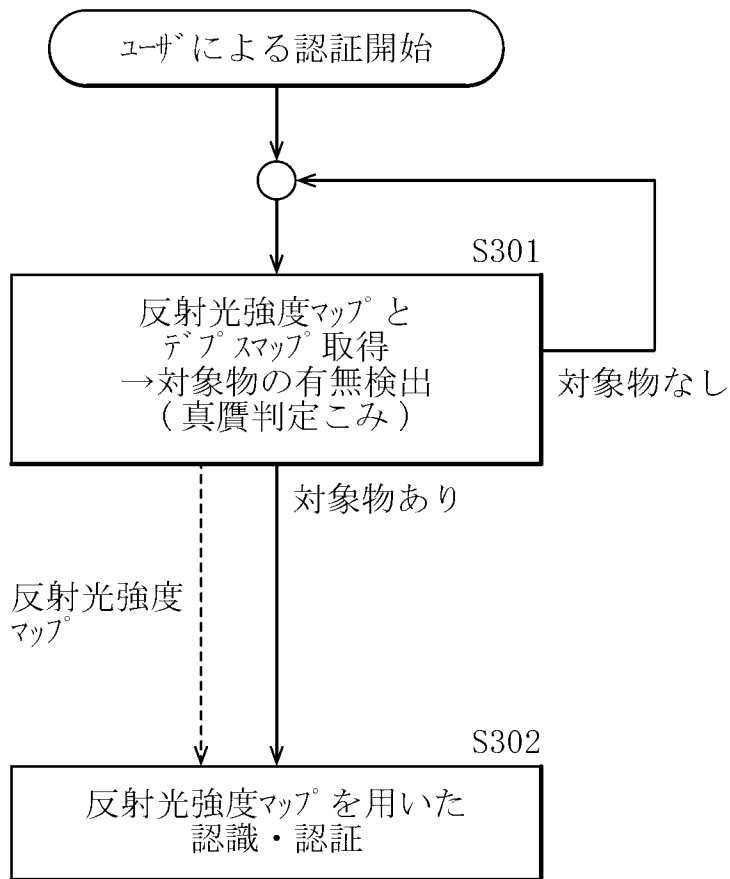 ﾕｰｻﾞによる認証開始
S301
反射光強度ﾏｯﾌﾟと
ﾃﾞﾌﾟｽﾏｯﾌﾟ取得
→対象物の有無検出
(真贋判定こみ)
対象物なし
対象物あり
反射光強度
ﾏｯﾌﾟ
S302
反射光強度ﾏｯﾌﾟを用いた
認識・認証